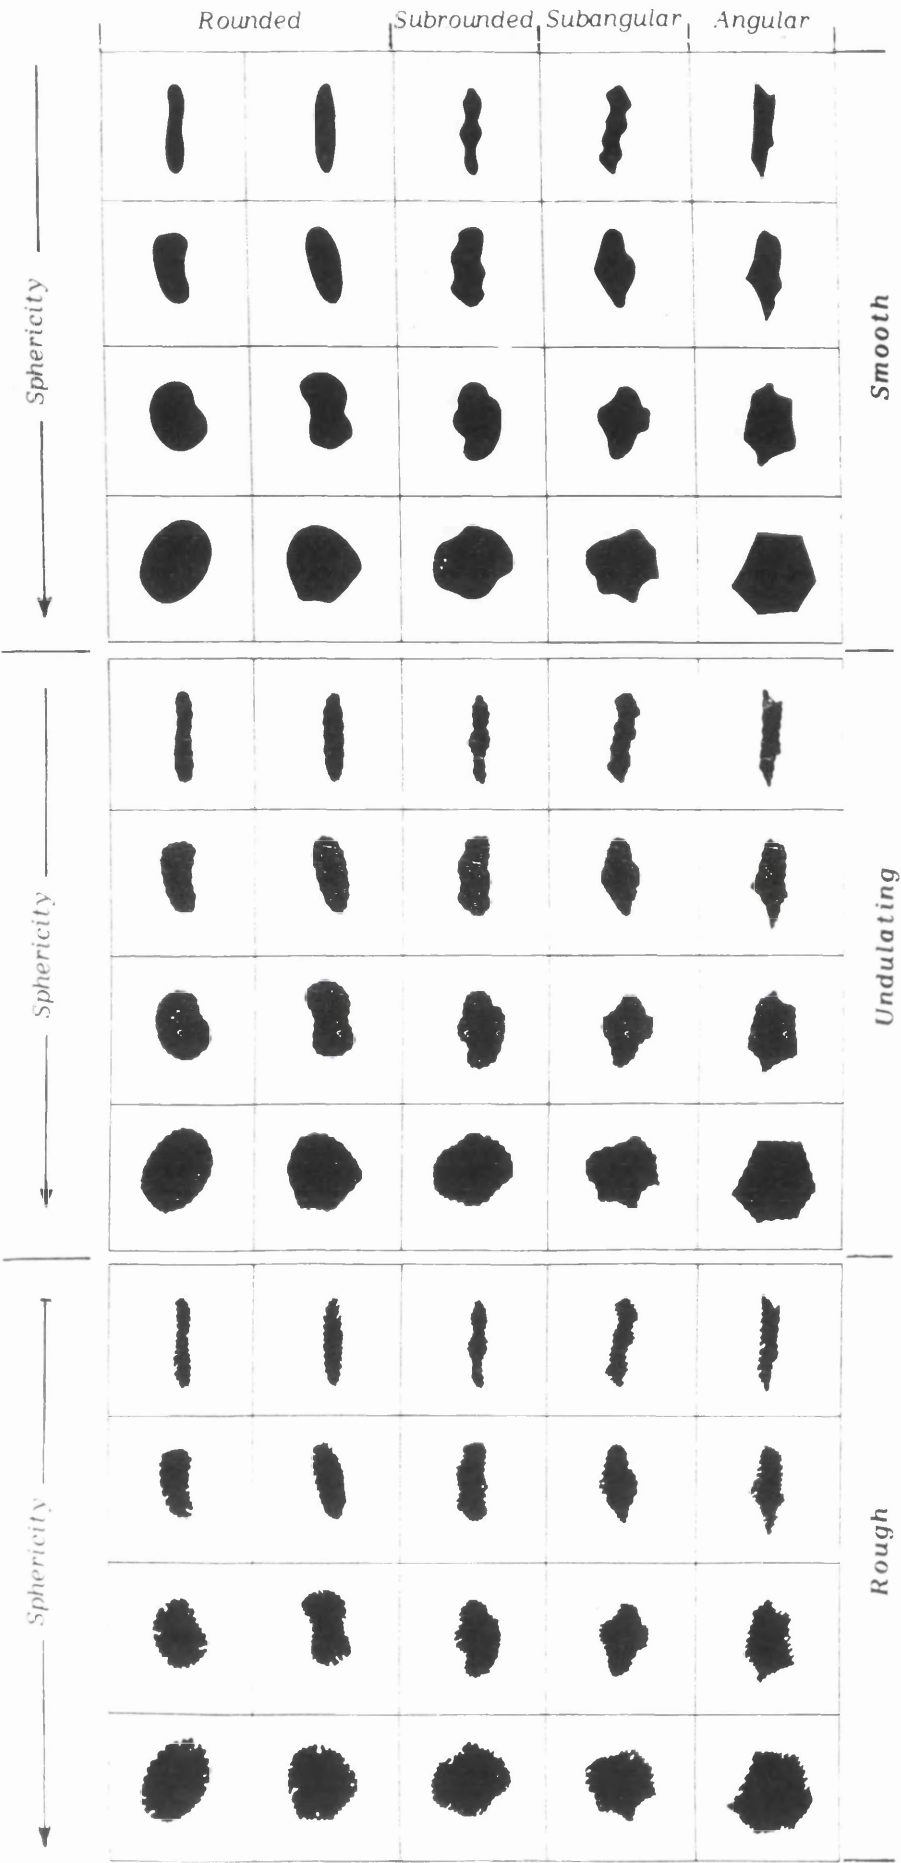 Rounded Subrounded Subangular Angular
Sphericity
Smooth
Sphericity
Undulating
Sphericity
Rough